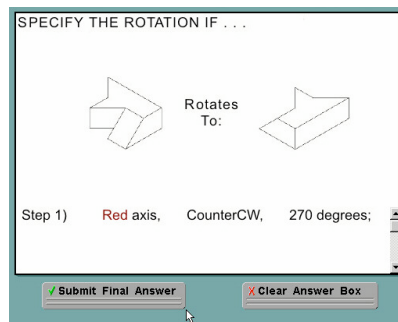 SPECIFY THE ROTATION IF . . .
Rotates
To:
Step 1) Red axis, CounterCW, 270 degrees;
Submit Final Answer
Clear Answer Box